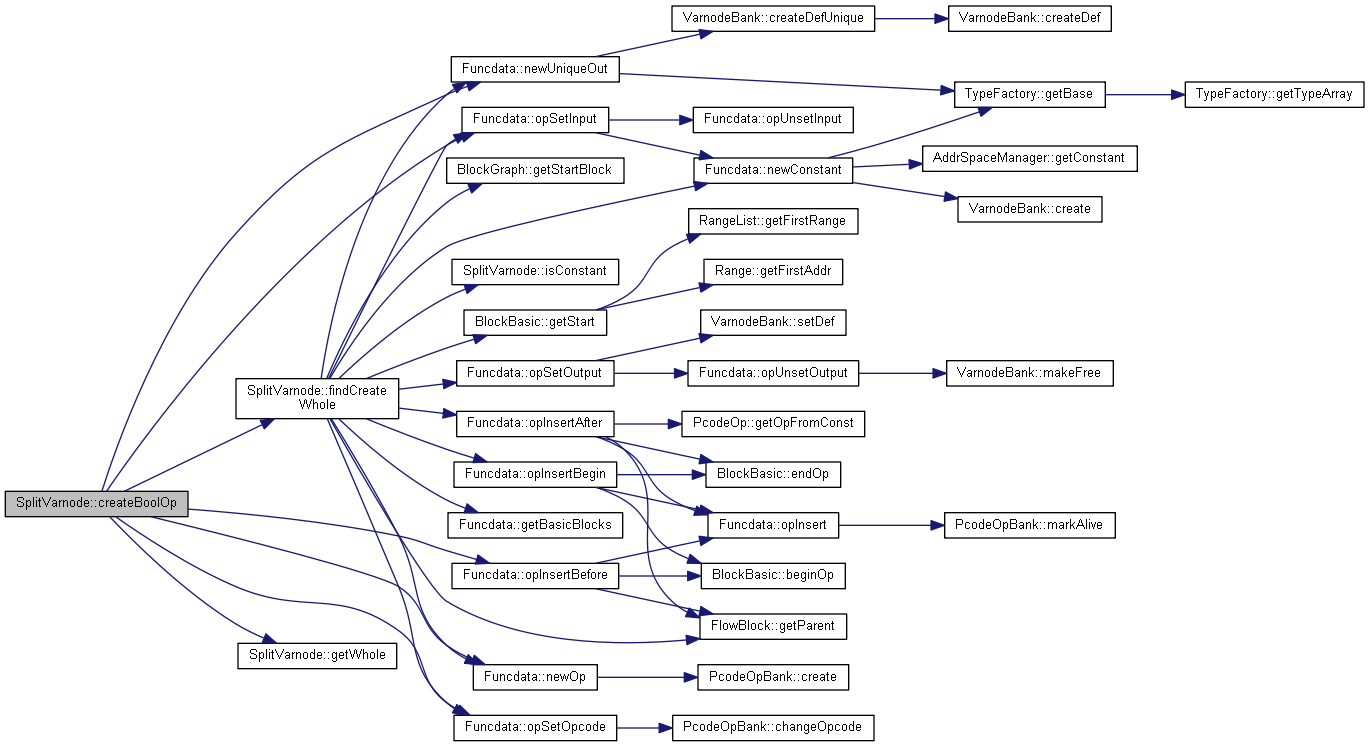 VarnodeBank::createDefUnique
VarnodeBank::createDef
Funcdata::newUniqueOut
TypeFactory::getBase
TypeFactory::getTypeArray
Funcdata::opSetInput
Funcdata::opUnsetInput
BlockGraph::getStartBlock
Funcdata::newConstant
AddrSpaceManager::getConstant
VarnodeBank::create
RangeList::getFirstRange
SplitVarnode::isConstant
Range::getFirstAddr
BlockBasic::getStart
VarnodeBank::setDef
Funcdata::opSetOutput
Funcdata::opUnsetOutput
VarnodeBank::makeFree
SplitVarnode::findCreate
Whole
Funcdata::opInsertAfter
PcodeOp::getOpFromConst
Funcdata::opInsertBegin
BlockBasic::endOp
SplitVarnode::createBoolOp
Funcdata::getBasicBlocks
Funcdata::opInsert
PcodeOpBank::markAlive
Funcdata::opInsertBefore
BlockBasic::beginOp
FlowBlock::getParent
SplitVarnode::getWhole
Funcdata::newOp
PcodeOpBank::create
Funcdata::opSetOpcode
PcodeOpBank::changeOpcode